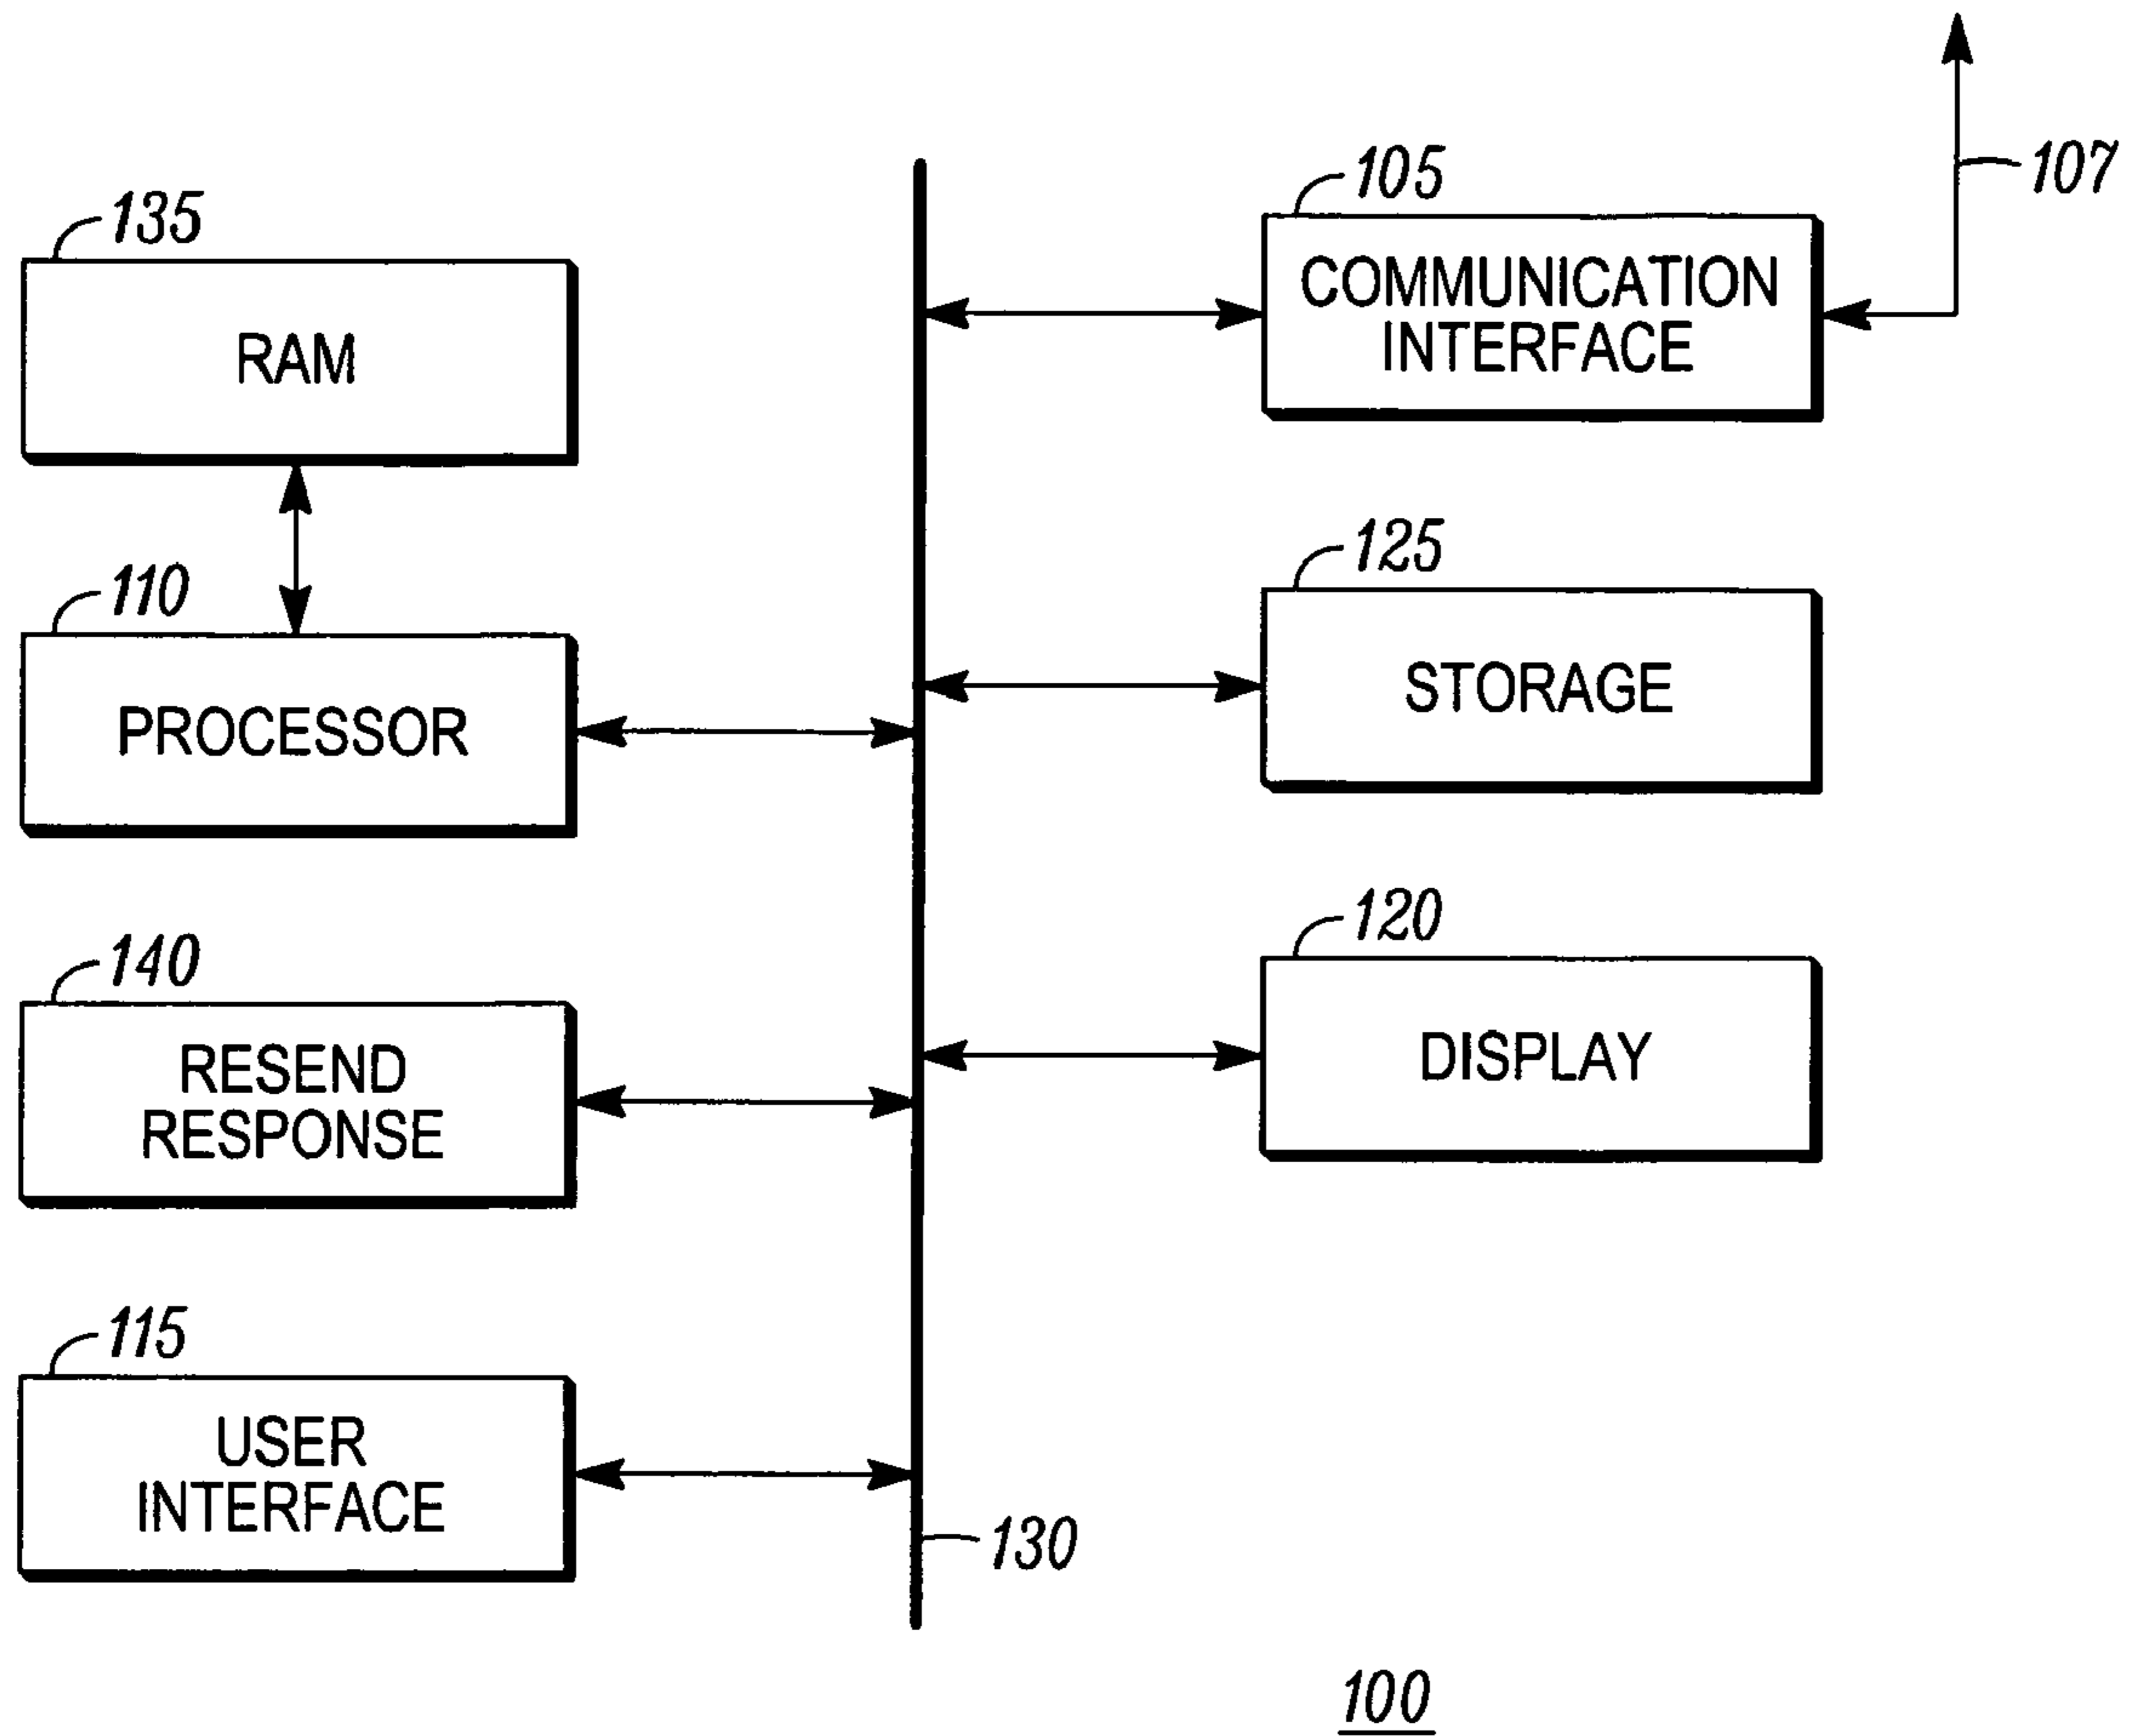 107
105
COMMUNICATION
INTERFACE
135
RAM
125
STORAGE
110
PROCESSOR
120
DISPLAY
140
RESEND
RESPONSE
115
USER
INTERFACE
130
100